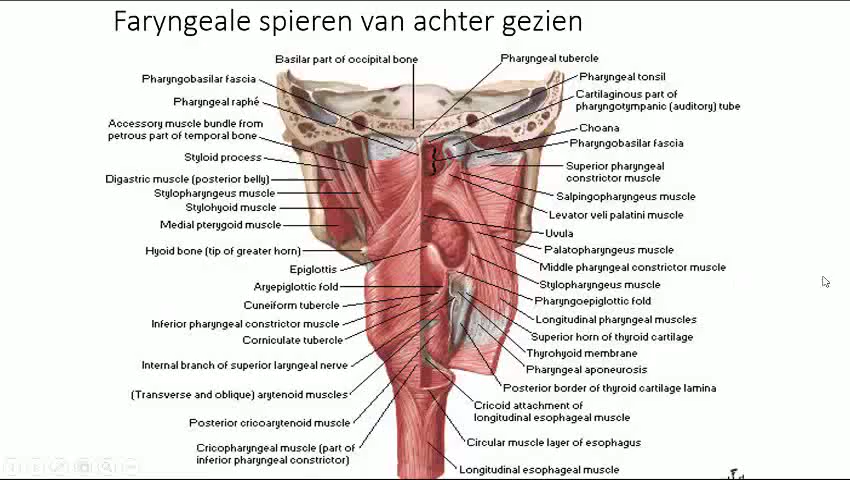 Faryngeale spieren van achter gezien
Basilar part of occipital bone
Pharyngobasilar fascia
Pharyngeal raphé
Accessory muscle bundle from
petrous part of temporal bone
Styloid process
Digastric muscle (posterior belly)
Stylopharyngeus muscle
Stylohyoid muscle
Medial pterygoid muscle
Hyoid bone (tip of greater horn)
Epiglottis
Aryepiglottic fold
Cuneiform tubercle
Inferior pharyngeal constrictor muscle
Corniculate tubercle
Internal branch of superior laryngeal nerve
(Transverse and oblique) arytenoid muscles
Posterior cricoarytenoid muscle
Cricopharyngeal muscle (part of
inferior pharyngeal constrictor)
Pharyngeal tubercle
Pharyngeal tonsil
Cartilaginous part of
pharyngotympanic (auditory) tube
Choana
Pharyngobasilar fascia
Superior pharyngeal
constrictor muscle
Salpingopharyngeus muscle
Levator veli palatini muscle
Uvula
Palatopharyngeus muscle
Middle pharyngeal constrictor muscle
Stylopharyngeus muscle
Pharyngoepiglottic fold
Longitudinal pharyngeal muscles
Superior horn of thyroid cartilage
Thyrohyoid membrane
Pharyngeal aponeurosis
Posterior border of thyroid cartilage lamina
Cricoid attachment of
longitudinal esophageal muscle
Circular muscle layer of esophagus
Longitudinal esophageal muscle